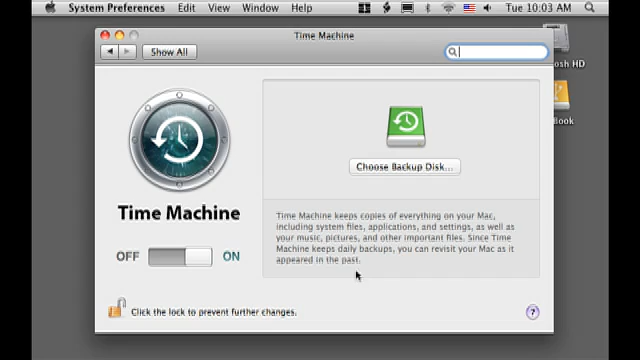 System Preferences Edit View Window Help Tue 10:03 AM
Time Machine
Show All
Choose Backup Disk...
Time Machine
OFF ON
Time Machine keeps copies of everything on your Mac,
including system files, applications, and settings, as well as
your music, pictures, and other important files. Since Time
Machine keeps daily backups, you can revisit your Mac as it
appeared in the past.
Click the lock to prevent further changes.
?
osh HD
Book